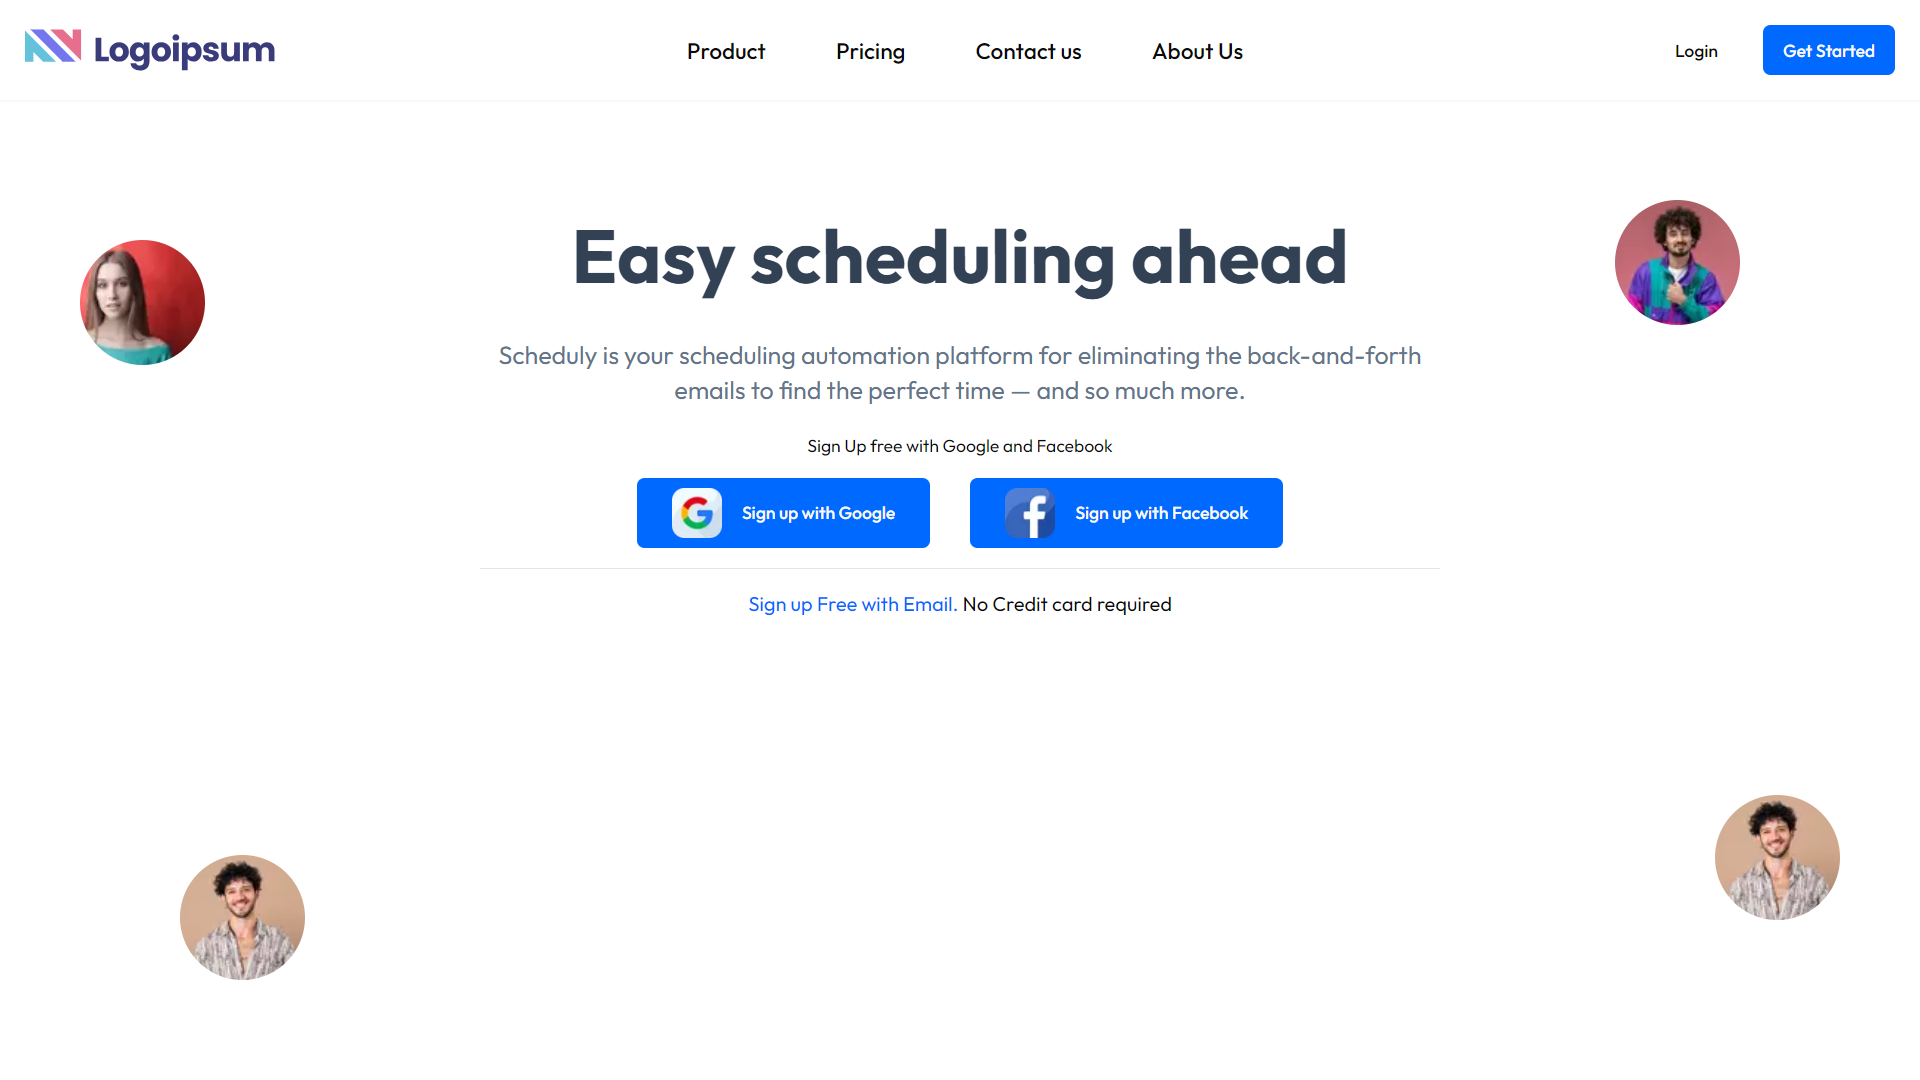 Logoipsum
Product
Pricing
Contact us
About Us
Login
Get Started
Easy scheduling ahead
Scheduly is your scheduling automation platform for eliminating the back-and-forth
emails to find the perfect time — and so much more.
Sign Up free with Google and Facebook
Sign up with Google
Sign up with Facebook
Sign up Free with Email. No Credit card required